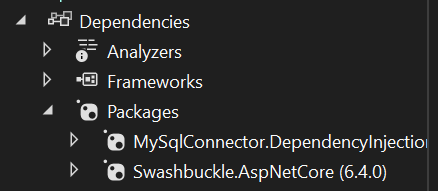 Dependencies
Analyzers
Frameworks
Packages
MySqlConnector.DependencyInjection
Swashbuckle.AspNetCore (6.4.0)